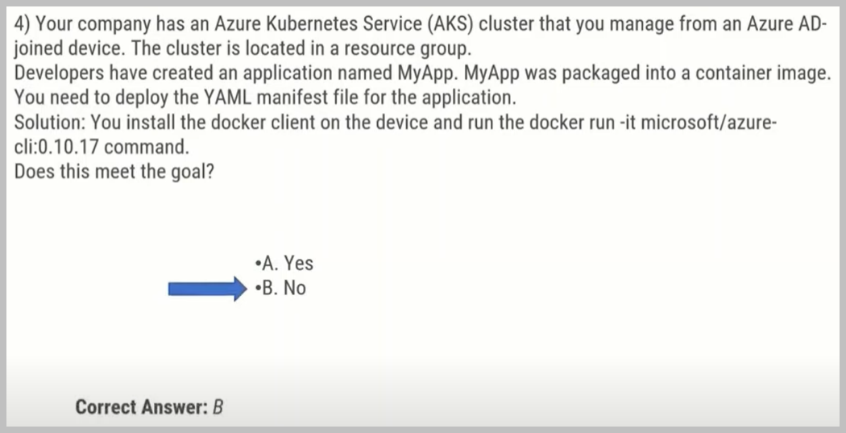 4) Your company has an Azure Kubernetes Service (AKS) cluster that you manage from an Azure AD-
joined device. The cluster is located in a resource group.
Developers have created an application named MyApp. MyApp was packaged into a container image.
You need to deploy the YAML manifest file for the application.
Solution: You install the docker client on the device and run the docker run -it microsoft/azure-
cli:0.10.17 command.
Does this meet the goal?
•A. Yes
•B. No
Correct Answer: B